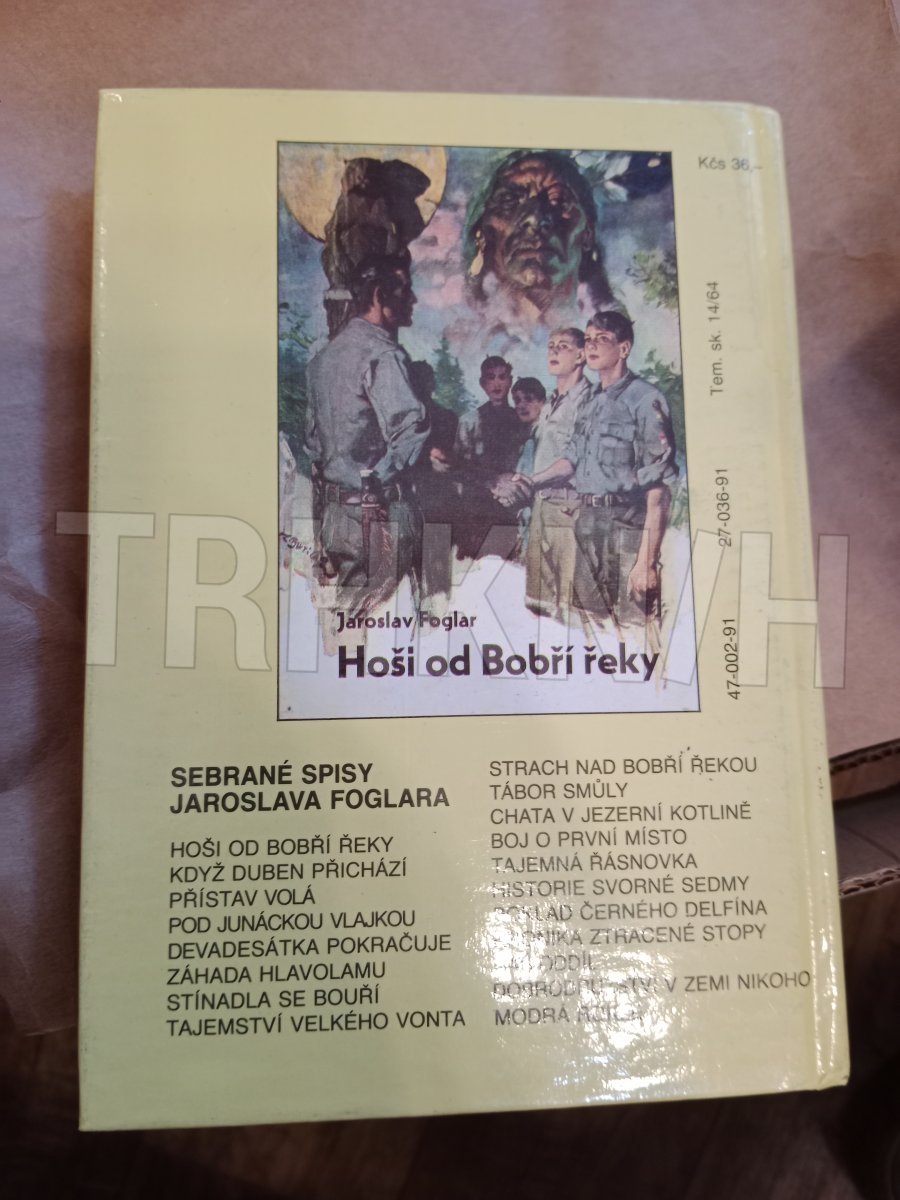 Kčs 36,–
Tem. sk. 14/64
27-036-91
47-002-91
Jaroslav Foglar
Hoši od Bobří řeky
SEBRANÉ SPISY
JAROSLAVA FOGLARA
HOŠI OD BOBŘÍ ŘEKY
KDYŽ DUBEN PŘICHÁZÍ
PŘÍSTAV VOLÁ
POD JUNÁCKOU VLAJKOU
DEVADESÁTKA POKRAČUJE
ZÁHADA HLAVOLAMU
STÍNADLA SE BOUŘÍ
TAJEMSTVÍ VELKÉHO VONTA
STRACH NAD BOBŘÍ ŘEKOU
TÁBOR SMŮLY
CHATA V JEZERNÍ KOTLINĚ
BOJ O PRVNÍ MÍSTO
TAJEMNÁ ŘÁSNOVKA
HISTORIE SVORNÉ SEDMY
POKLAD ČERNÉHO DELFÍNA
KRONIKA ZTRACENÉ STOPY
ODDÍL
DOBRODRUŽSTVÍ V ZEMI NIKOHO
MODRÁ